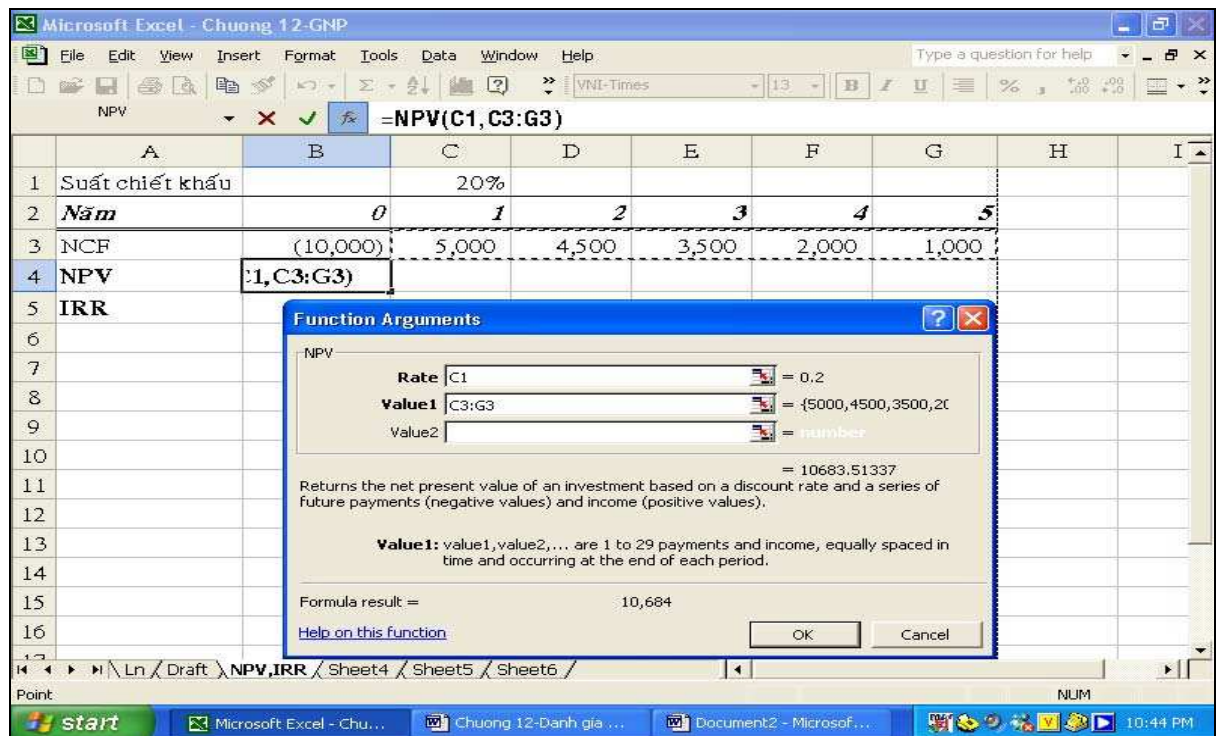 Microsoft Excel - Chuong 12-GNP
File Edit View Insert Format Tools Data Window Help Type a question for help
VNI-Times 13 B I U %
NPV =NPV(C1,C3:G3)
A B C D E F G H I
1 Suất chiết khấu 20%
2 Năm 0 1 2 3 4 5
3 NCF (10,000) 5,000 4,500 3,500 2,000 1,000
4 NPV :1,C3:G3)
5 IRR
6
7
8
9
10
11
12
13
14
15
16
17
Function Arguments
NPV
Rate C1 = 0.2
Value1 C3:G3 = {5000,4500,3500,20
Value2 = number
= 10683.51337
Returns the net present value of an investment based on a discount rate and a series of
future payments (negative values) and income (positive values).
Value1: value1,value2,... are 1 to 29 payments and income, equally spaced in
time and occurring at the end of each period.
Formula result = 10,684
Help on this function OK Cancel
Ln Draft NPV,IRR Sheet4 Sheet5 Sheet6
Point NUM
start Microsoft Excel - Chu... Chuong 12-Danh gia ... Document2 - Microsof... 10:44 PM